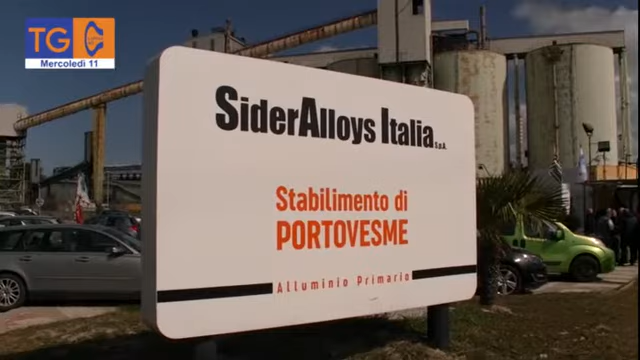 TG
Mercoledì 11
SiderAlloys Italia S.p.A.
Stabilimento di
PORTOVESME
Alluminio Primario